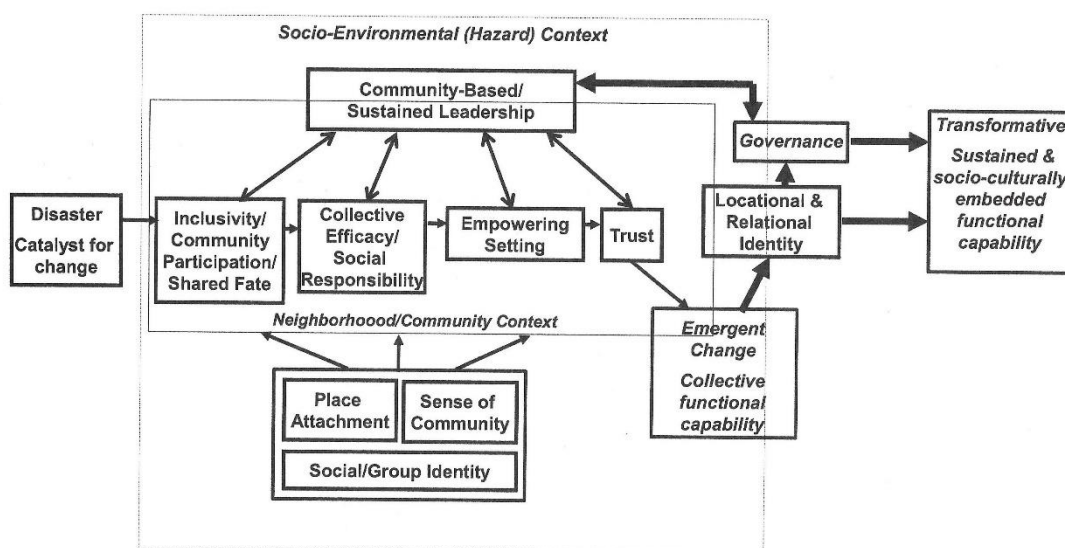 Socio-Environmental (Hazard) Context
Community-Based/
Sustained Leadership
Governance
Transformative
Sustained &
socio-culturally
embedded
functional
capability
Disaster
Catalyst for
change
Inclusivity/
Community
Participation/
Shared Fate
Collective
Efficacy/
Social
Responsibility
Empowering
Setting
Trust
Locational &
Relational
Identity
Neighborhoood/Community Context
Emergent
Change
Collective
functional
capability
Place
Attachment
Sense of
Community
Social/Group Identity